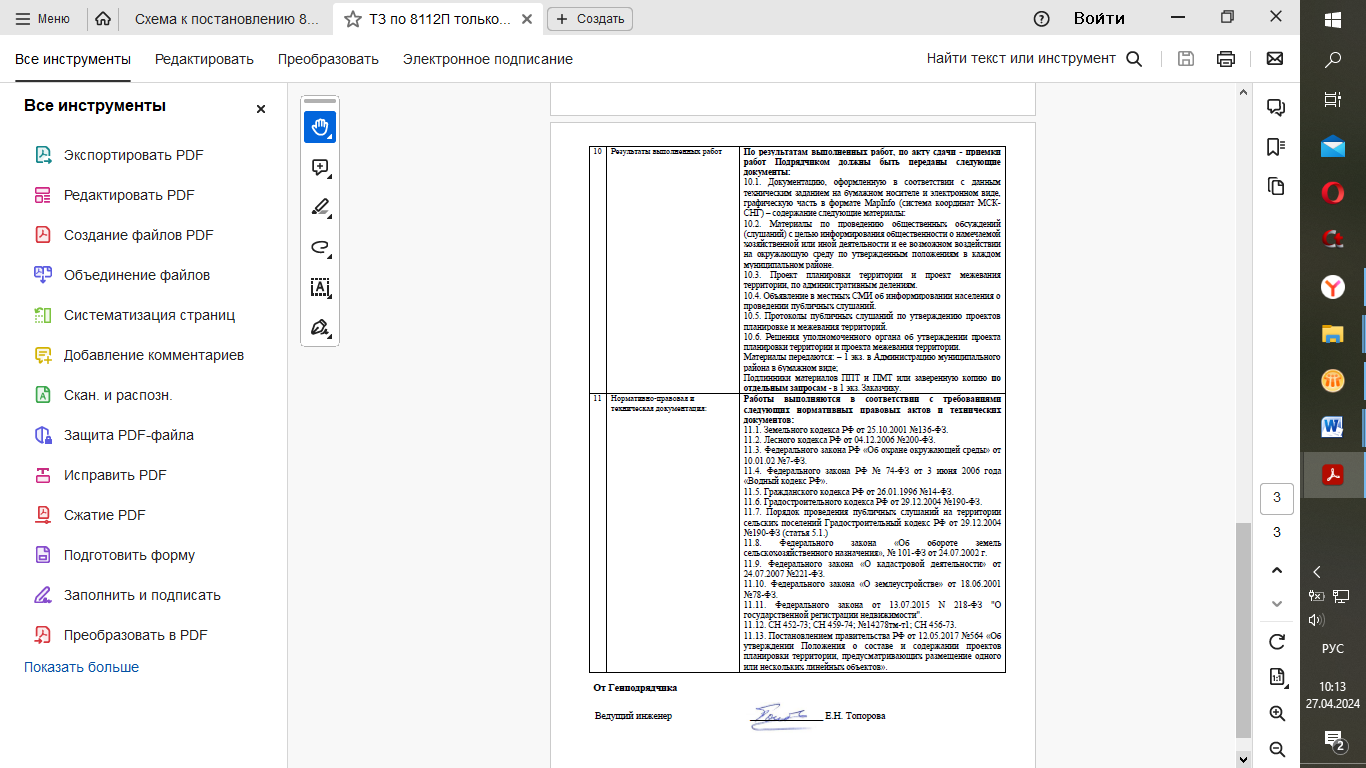 Меню
Схема к постановлению 8...
ТЗ по 8112П только...
Создать
Войти
Все инструменты
Редактировать
Преобразовать
Электронное подписание
Найти текст или инструмент
Все инструменты
Экспортировать PDF
Редактировать PDF
Создание файлов PDF
Объединение файлов
Систематизация страниц
Добавление комментариев
Скан. и распозн.
Защита PDF-файла
Исправить PDF
Сжатие PDF
Подготовить форму
Заполнить и подписать
Преобразовать в PDF
Показать больше
10 Результаты выполненных работ
По результатам выполненных работ, по акту сдачи - приемки
работ Подрядчиком должны быть переданы следующие
документы:
10.1. Документацию, оформленную в соответствии с данным
техническим заданием на бумажном носителе и электронном виде,
графическую часть в формате MapInfo (система координат МСК-
СНГ) – содержание следующие материалы:
10.2. Материалы по проведению общественных обсуждений
(слушаний) с целью информирования общественности о намечаемой
хозяйственной или иной деятельности и ее возможном воздействии
на окружающую среду по утвержденным положениям в каждом
муниципальном районе.
10.3. Проект планировки территории и проект межевания
территории, по административным делениям.
10.4. Объявление в местных СМИ об информировании населения о
проведении публичных слушаний.
10.5. Протоколы публичных слушаний по утверждению проектов
планировке и межевания территорий.
10.6. Решения уполномоченного органа об утверждении проекта
планировки территории и проекта межевания территории.
Материалы передаются: – 1 экз. в Администрацию муниципального
района в бумажном виде;
Подлинники материалов ППТ и ПМТ или заверенную копию по
отдельным запросам - в 1 экз. Заказчику.
11 Нормативно-правовая и
техническая документация:
Работы выполняются в соответствии с требованиями
следующих нормативных правовых актов и технических
документов:
11.1. Земельного кодекса РФ от 25.10.2001 №136-ФЗ.
11.2. Лесного кодекса РФ от 04.12.2006 №200-ФЗ.
11.3. Федерального закона РФ «Об охране окружающей среды» от
10.01.02 №7-ФЗ.
11.4. Федерального закона РФ № 74-ФЗ от 3 июня 2006 года
«Водный кодекс РФ».
11.5. Гражданского кодекса РФ от 26.01.1996 №14-ФЗ.
11.6. Градостроительного кодекса РФ от 29.12.2004 №190-ФЗ.
11.7. Порядок проведения публичных слушаний на территории
сельских поселений Градостроительный кодекс РФ от 29.12.2004
№190-ФЗ (статья 5.1.)
11.8. Федерального закона «Об обороте земель
сельскохозяйственного назначения», № 101-ФЗ от 24.07.2002 г.
11.9. Федерального закона «О кадастровой деятельности» от
24.07.2007 №221-ФЗ.
11.10. Федерального закона «О землеустройстве» от 18.06.2001
№78-ФЗ.
11.11. Федерального закона от 13.07.2015 N 218-ФЗ "О
государственной регистрации недвижимости".
11.12. СН 452-73; СН 459-74; №14278тм-т1; СН 456-73.
11.13. Постановлением правительства РФ от 12.05.2017 №564 «Об
утверждении Положения о составе и содержании проектов
планировки территории, предусматривающих размещение одного
или нескольких линейных объектов».
От Генподрядчика
Ведущий инженер Е.Н. Топорова
3
3
1:1
РУС
10:13
27.04.2024
2